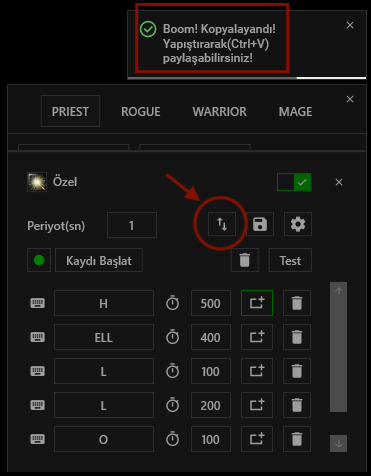 Boom! Kopyalayandı!
Yapıştırarak(Ctrl+V)
paylaşabilirsiniz!
PRIEST ROGUE WARRIOR MAGE
Özel
Periyot(sn) 1
Kaydı Başlat Test
H 500
ELL 400
L 100
L 200
O 100